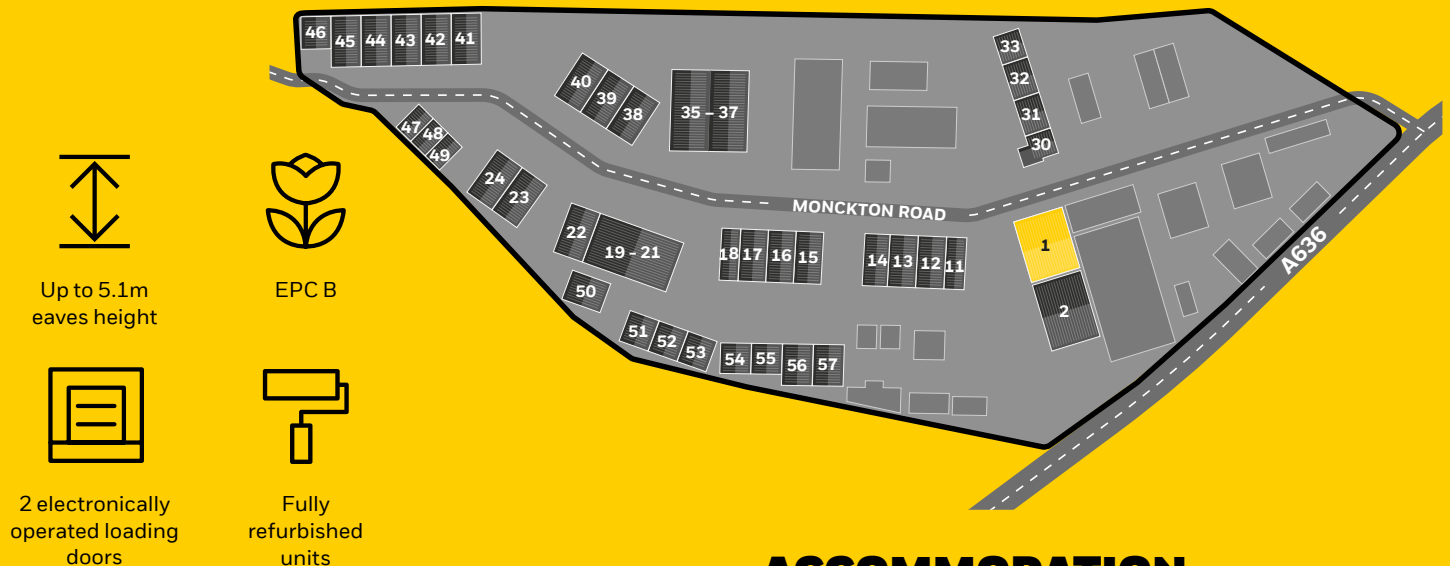 46
45
44
43
42
41
40
39
38
35 – 37
33
32
31
30
47
48
49
24
23
22
19 – 21
18
17
16
15
14
13
12
11
MONCKTON ROAD
1
2
A636
50
51
52
53
54
55
56
57
Up to 5.1m
eaves height
EPC B
2 electronically
operated loading
doors
Fully
refurbished
units
ACCOMMODATION